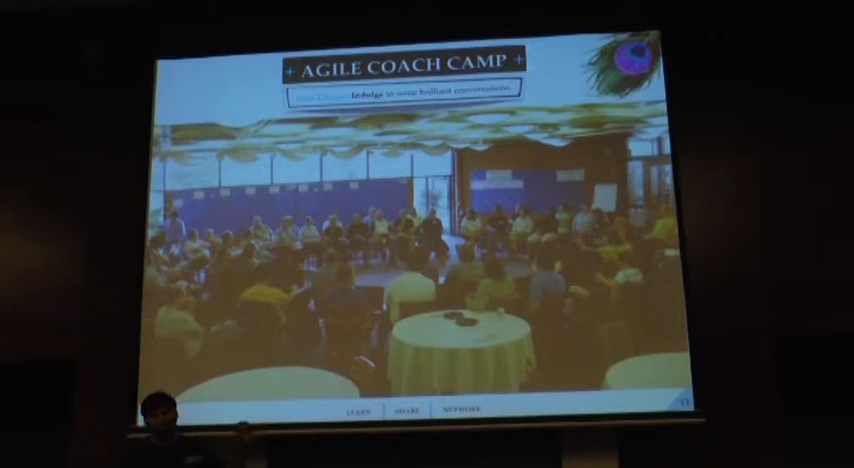 + AGILE COACH CAMP +
Indulge in some brilliant conversations.
LEARN | SHARE | NETWORK